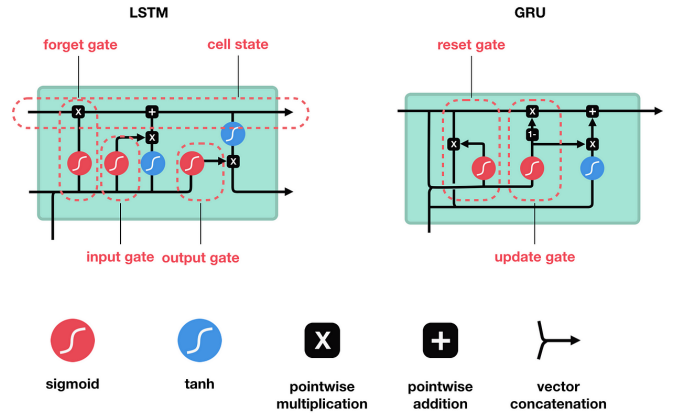 LSTM
GRU
forget gate
cell state
reset gate
x
+
x
x
x
1-
+
x
x
input gate
output gate
update gate
X
+
sigmoid
tanh
pointwise
multiplication
pointwise
addition
vector
concatenation